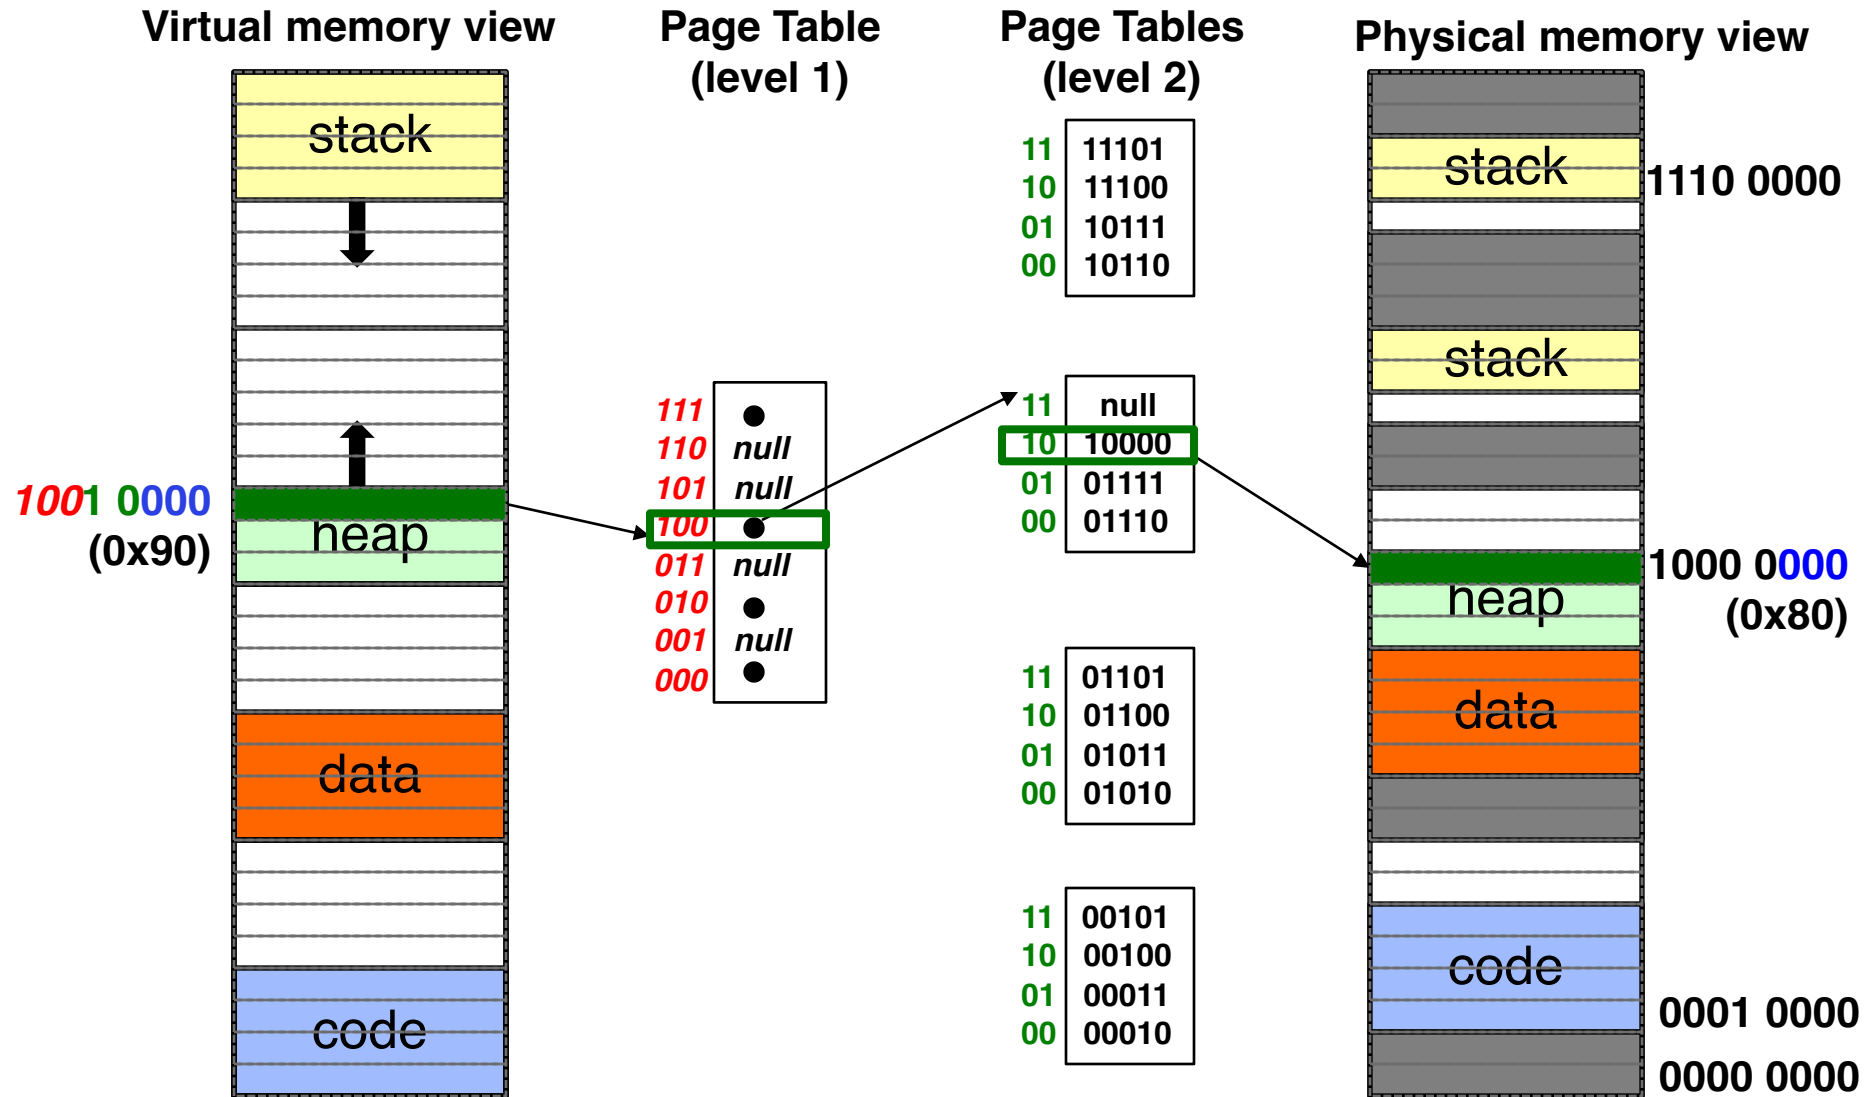 Virtual memory view
Page Table
(level 1)
Page Tables
(level 2)
Physical memory view
stack
heap
data
code
1001 0000
(0x90)
111
110 null
101 null
100
011 null
010
001 null
000
11 11101
10 11100
01 10111
00 10110
11 null
10 10000
01 01111
00 01110
11 01101
10 01100
01 01011
00 01010
11 00101
10 00100
01 00011
00 00010
stack
1110 0000
stack
1000 0000
heap
(0x80)
data
code
0001 0000
0000 0000